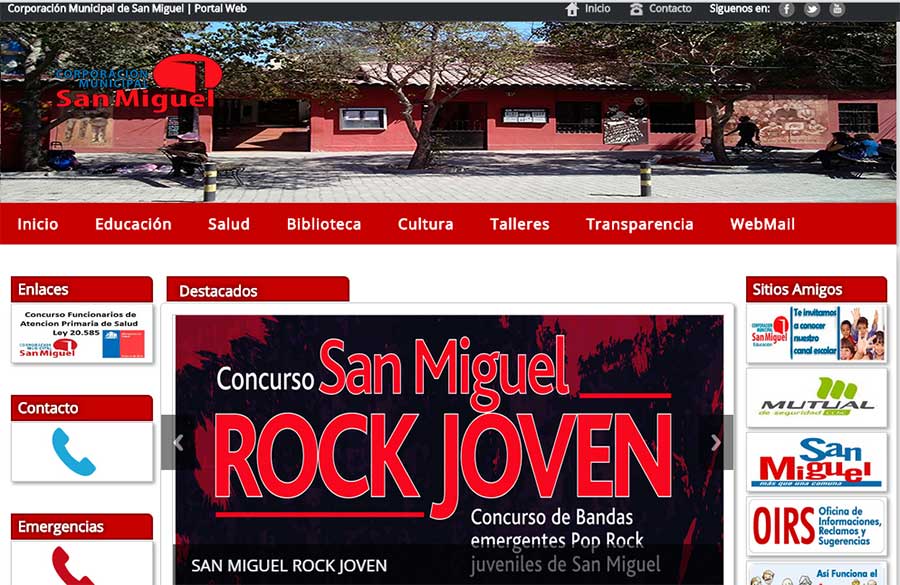 Corporación Municipal de San Miguel | Portal Web
Inicio
Contacto
Siguenos en:
CORPORACION
MUNICIPAL
San Miguel
Inicio
Educación
Salud
Biblioteca
Cultura
Talleres
Transparencia
WebMail
Enlaces
Concurso Funcionarios de
Atencion Primaria de Salud
Ley 20.585
CORPORACION
MUNICIPAL
San Miguel
Contacto
Emergencias
Destacados
Concurso San Miguel
ROCK JOVEN
Concurso de Bandas
emergentes Pop Rock
juveniles de San Miguel
SAN MIGUEL ROCK JOVEN
Sitios Amigos
CORPORACION
MUNICIPAL
San Miguel
Educación
Te invitamos
a conocer
nuestro
canal escolar
MUTUAL
de seguridad CChC
San
Miguel
más que una comuna
OIRS
Oficina de
Informaciones,
Reclamos y
Sugerencias
Así Funciona el